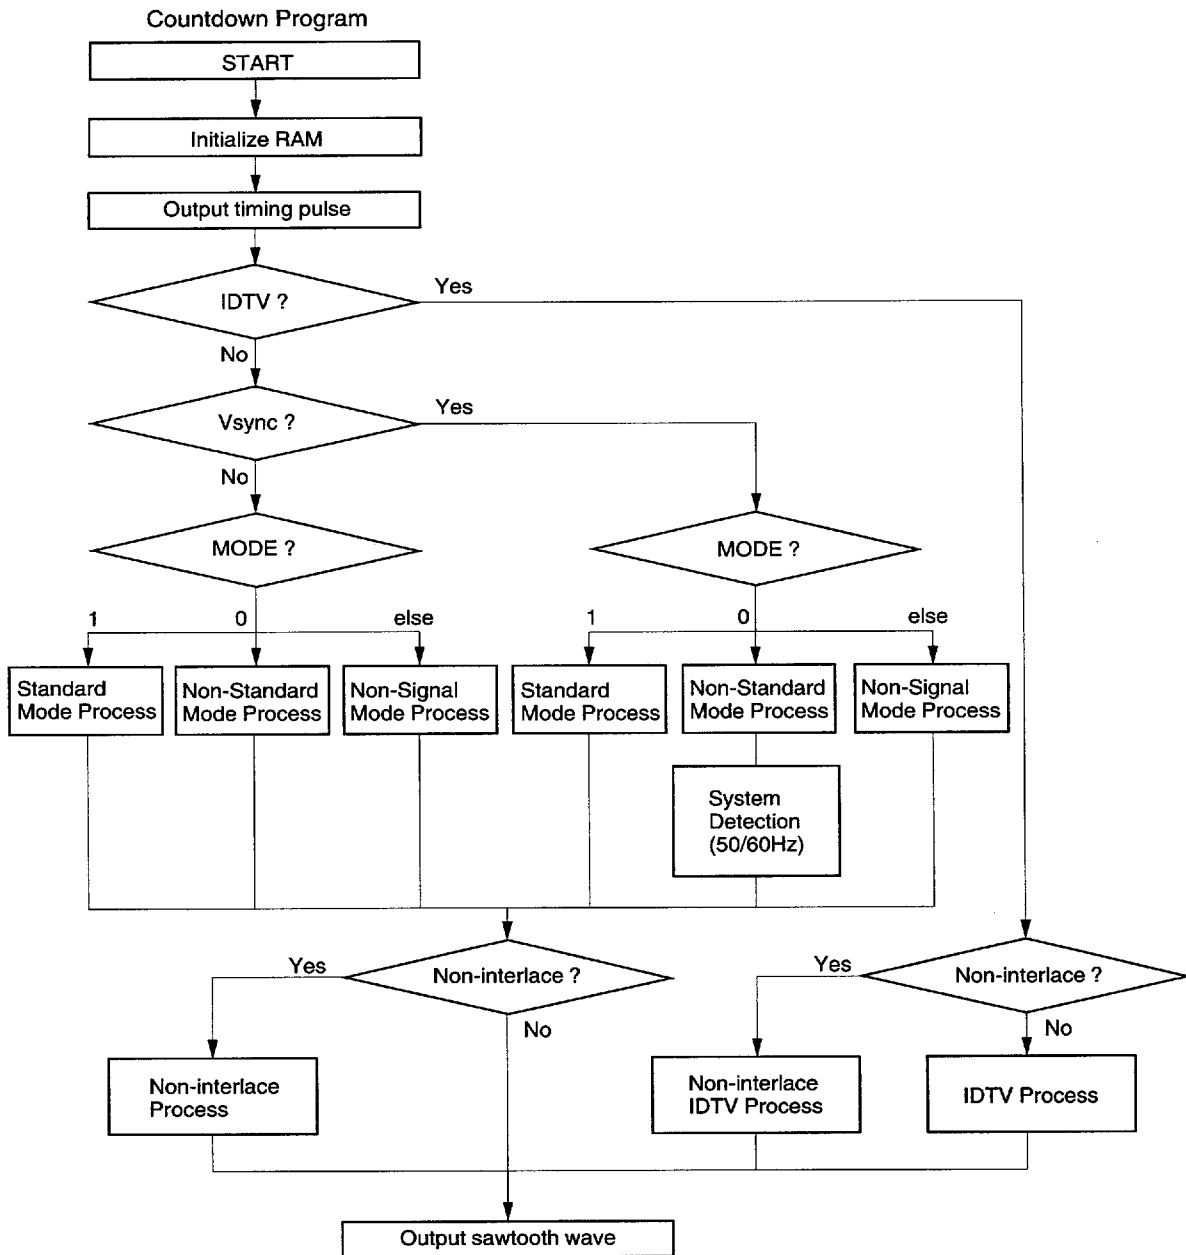 Countdown Program
START
Initialize RAM
Output timing pulse
IDTV ?
Yes
No
Vsync ?
Yes
No
MODE ?
MODE ?
1
0
else
1
0
else
Standard
Mode Process
Non-Standard
Mode Process
Non-Signal
Mode Process
Standard
Mode Process
Non-Standard
Mode Process
Non-Signal
Mode Process
System
Detection
(50/60Hz)
Non-interlace ?
Yes
No
Non-interlace ?
Yes
No
Non-interlace
Process
Non-interlace
IDTV Process
IDTV Process
Output sawtooth wave